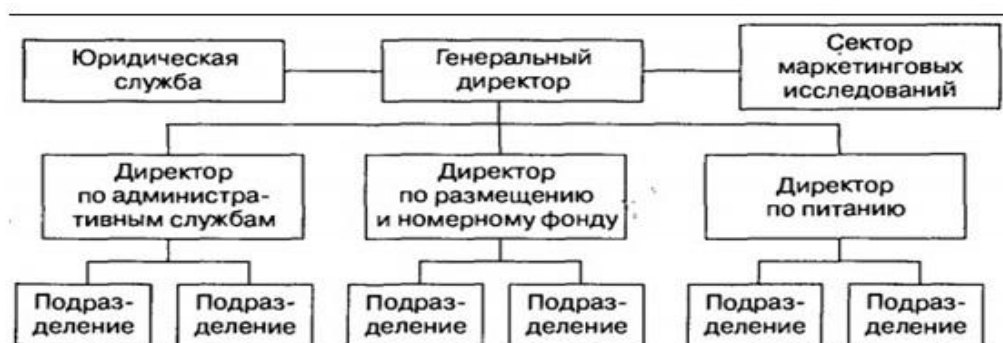 Юридическая
служба
Генеральный
директор
Сектор
маркетинговых
исследований
Директор
по администра-
тивным службам
Директор
по размещению
и номерному фонду
Директор
по питанию
Подраз-
деление
Подраз-
деление
Подраз-
деление
Подраз-
деление
Подраз-
деление
Подраз-
деление